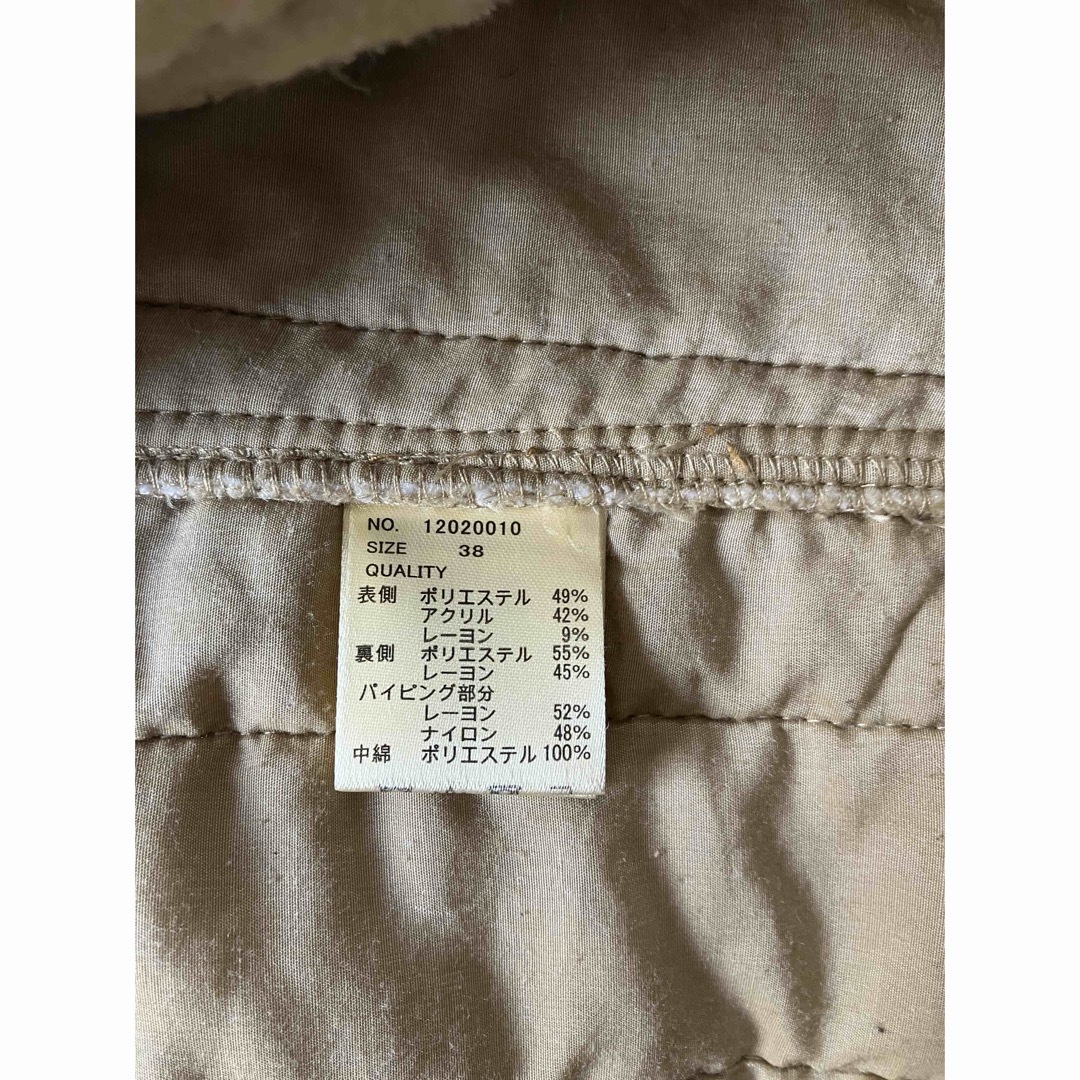 NO. 12020010
SIZE 38
QUALITY
表側 ポリエステル 49%
アクリル 42%
レーヨン 9%
裏側 ポリエステル 55%
レーヨン 45%
パイピング部分
レーヨン 52%
ナイロン 48%
中綿 ポリエステル 100%